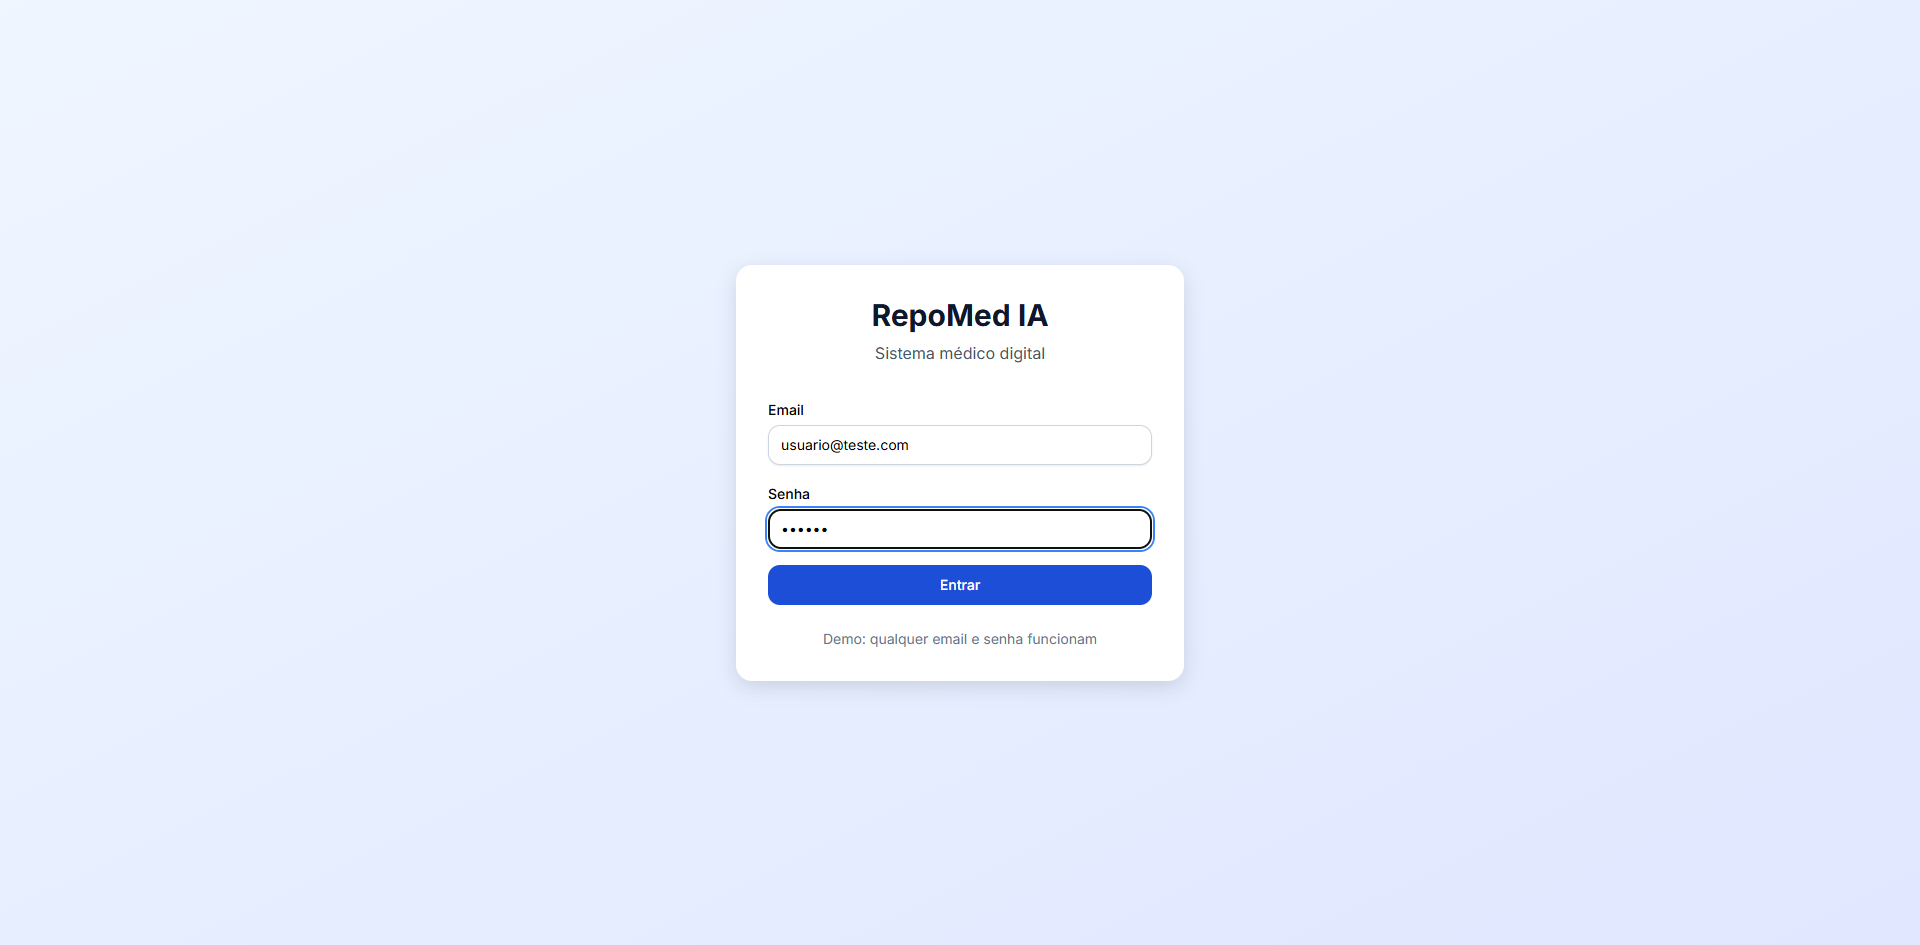 RepoMed IA
Sistema médico digital
Email
usuario@teste.com
Senha
••••••
Entrar
Demo: qualquer email e senha funcionam